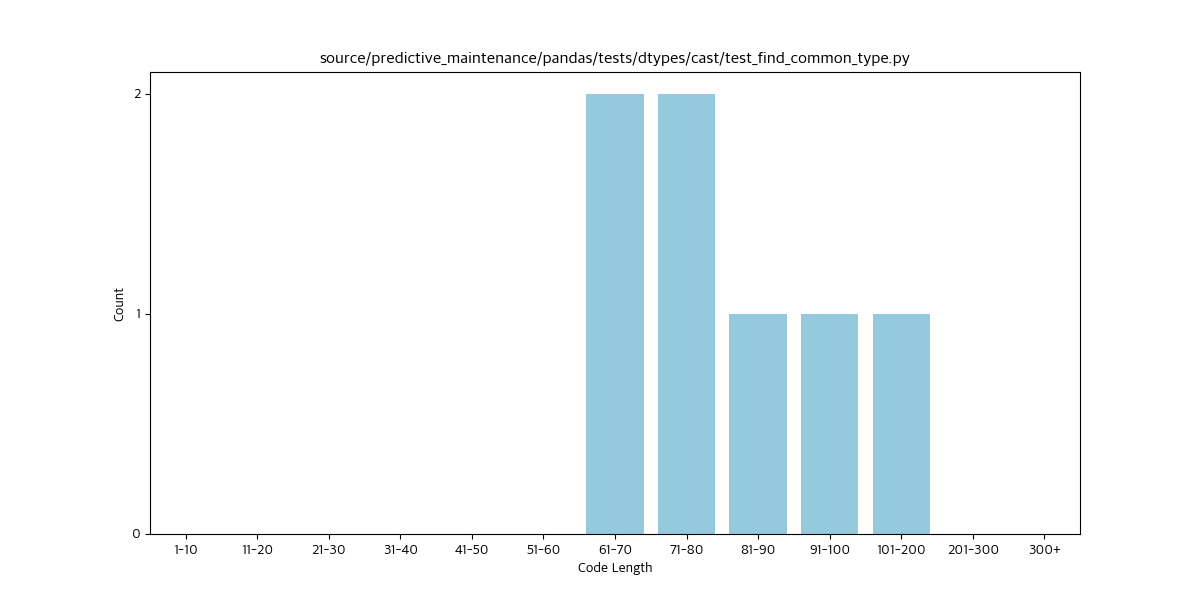 source/predictive_maintenance/pandas/tests/dtypes/cast/test_find_common_type.py
2
1
0
Count
1-10 11-20 21-30 31-40 41-50 51-60 61-70 71-80 81-90 91-100 101-200 201-300 300+
Code Length